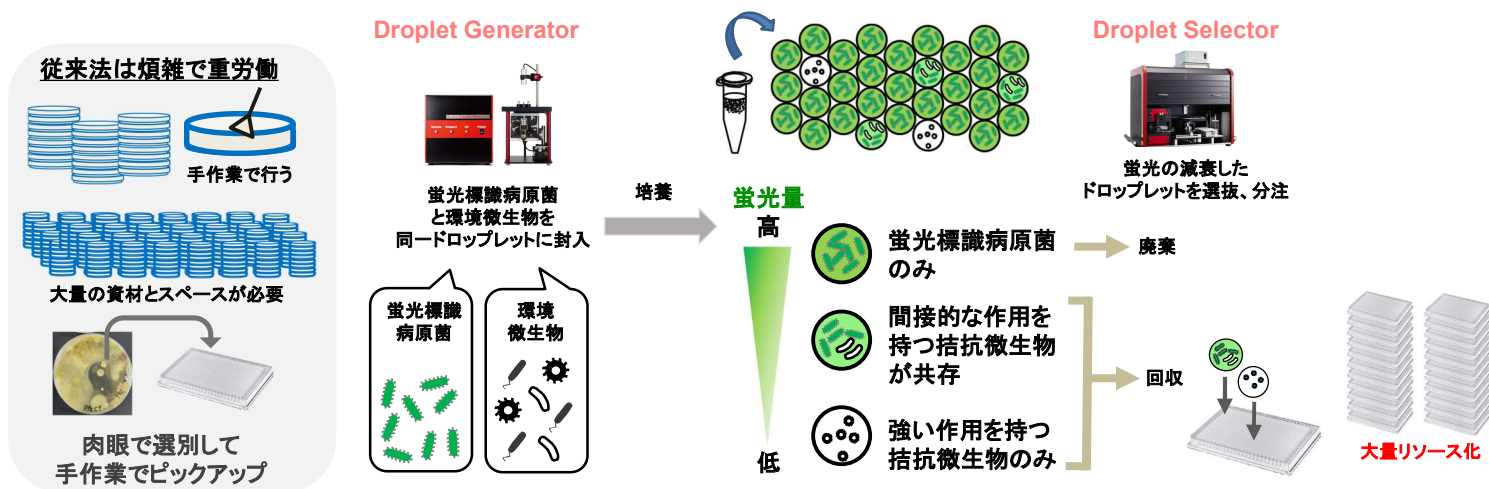 従来法は煩雑で重労働
手作業で行う
大量の資材とスペースが必要
肉眼で選別して
手作業でピックアップ
Droplet Generator
蛍光標識病原菌
と環境微生物を
同一ドロップレットに封入
蛍光標識
病原菌
環境
微生物
培養
蛍光量
高
低
蛍光標識病原菌
のみ
間接的な作用を
持つ拮抗微生物
が共存
強い作用を持つ
拮抗微生物のみ
Droplet Selector
蛍光の減衰した
ドロップレットを選抜、分注
廃棄
回収
大量リソース化